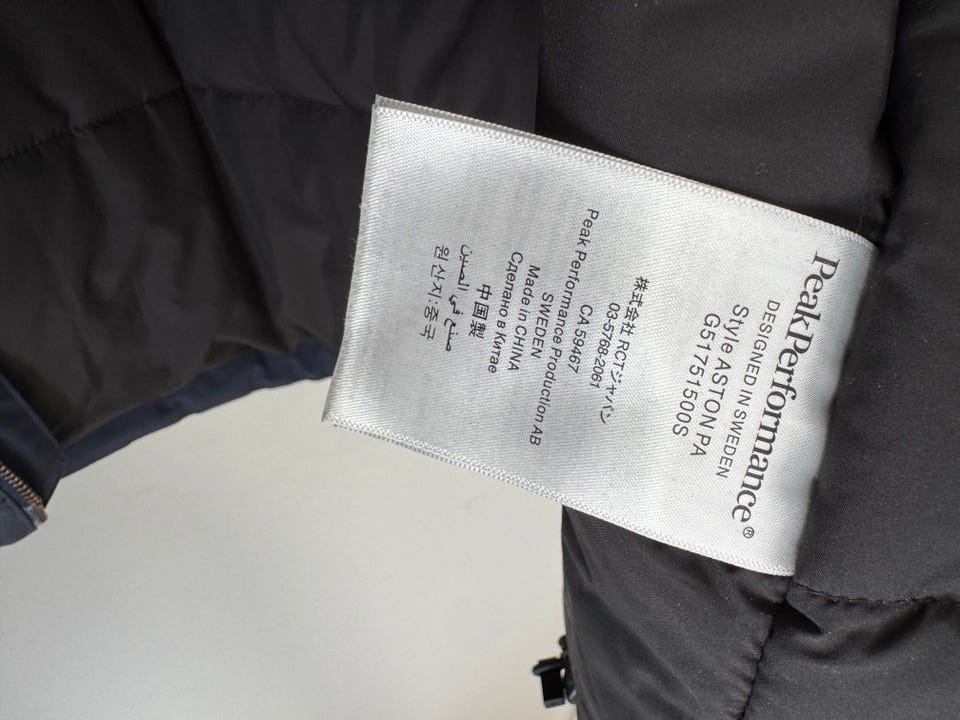 PeakPerformance®
DESIGNED IN SWEDEN
Style ASTON PA
G51751500S
株式会社 RCTジャパン
03-5768-2061
CA 59467
Peak Performance Production AB
SWEDEN
Made in CHINA
Сделано в Китае
中国製
صنع في الصين
원산지:중국